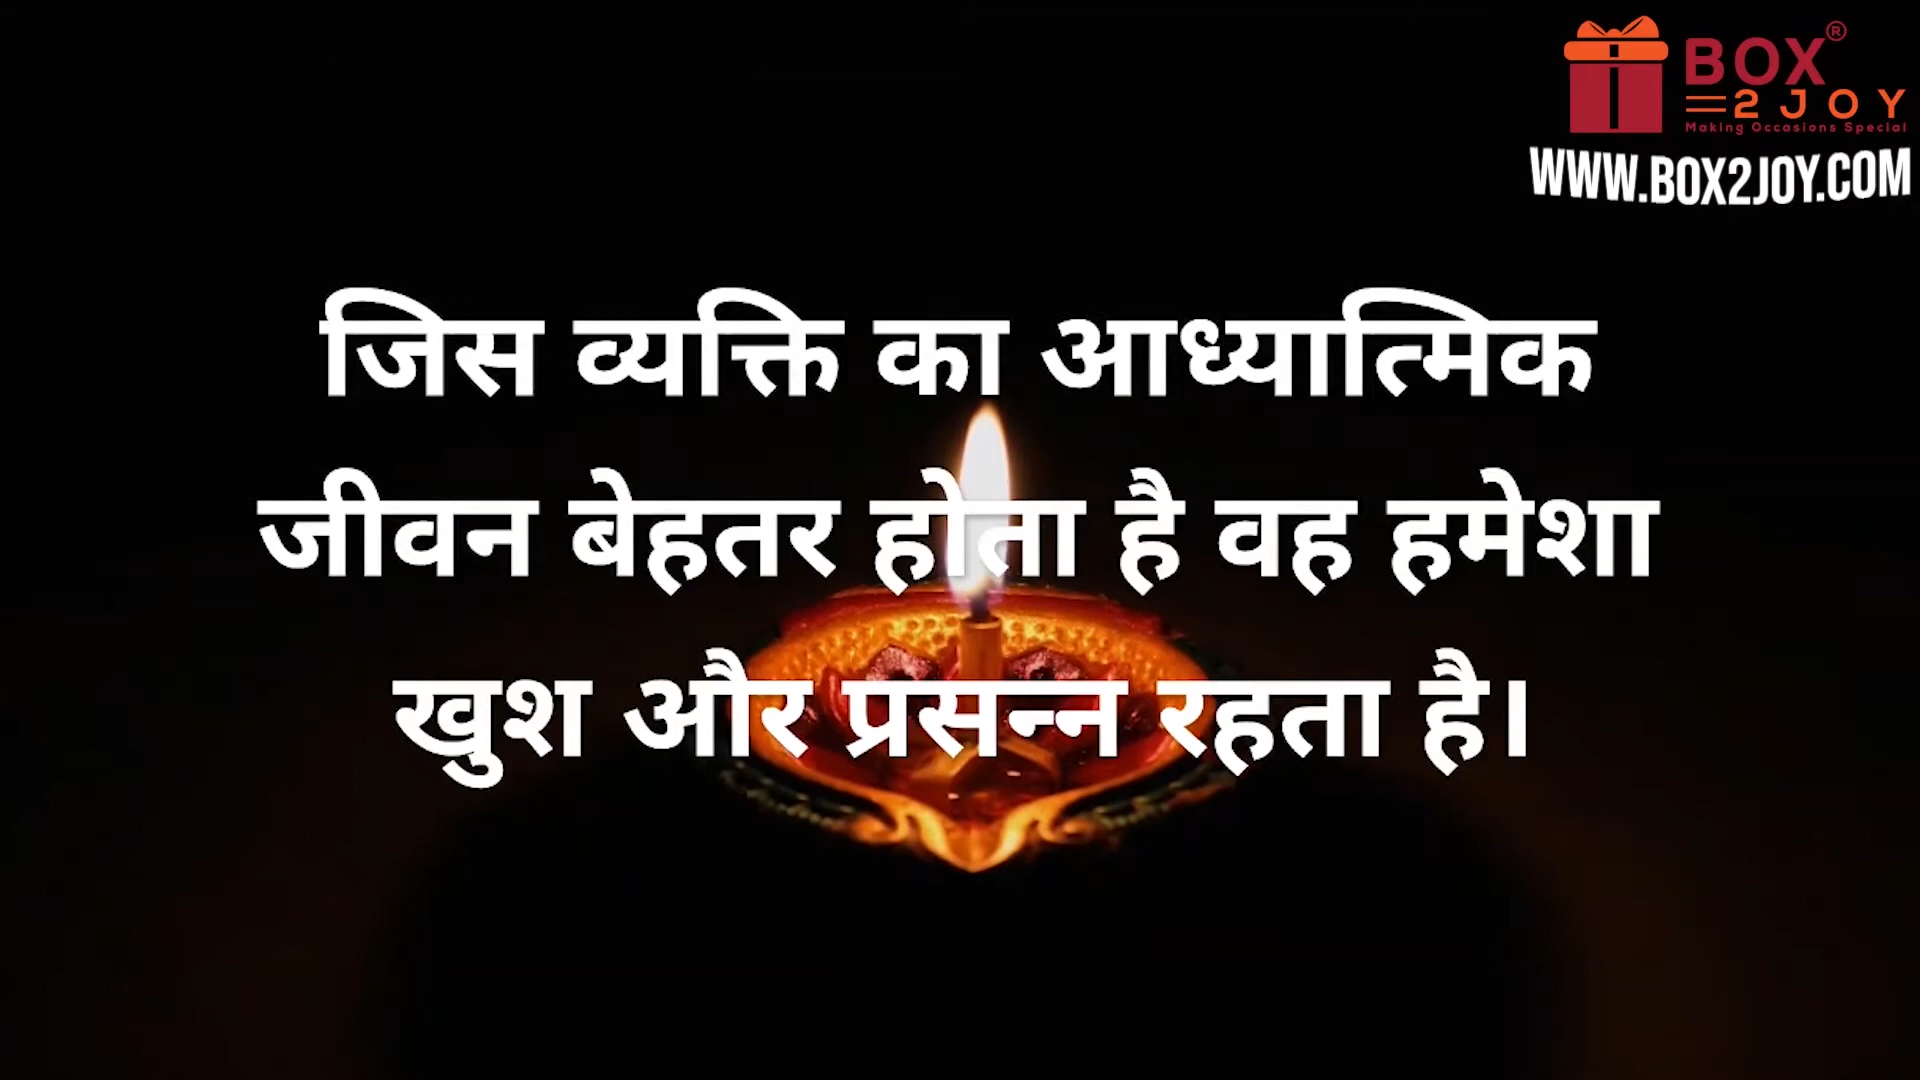 BOX®
2JOY
Making Occasions Special
WWW.BOX2JOY.COM
जिस व्यक्ति का आध्यात्मिक
जीवन बेहतर होता है वह हमेशा
खुश और प्रसन्न रहता है।